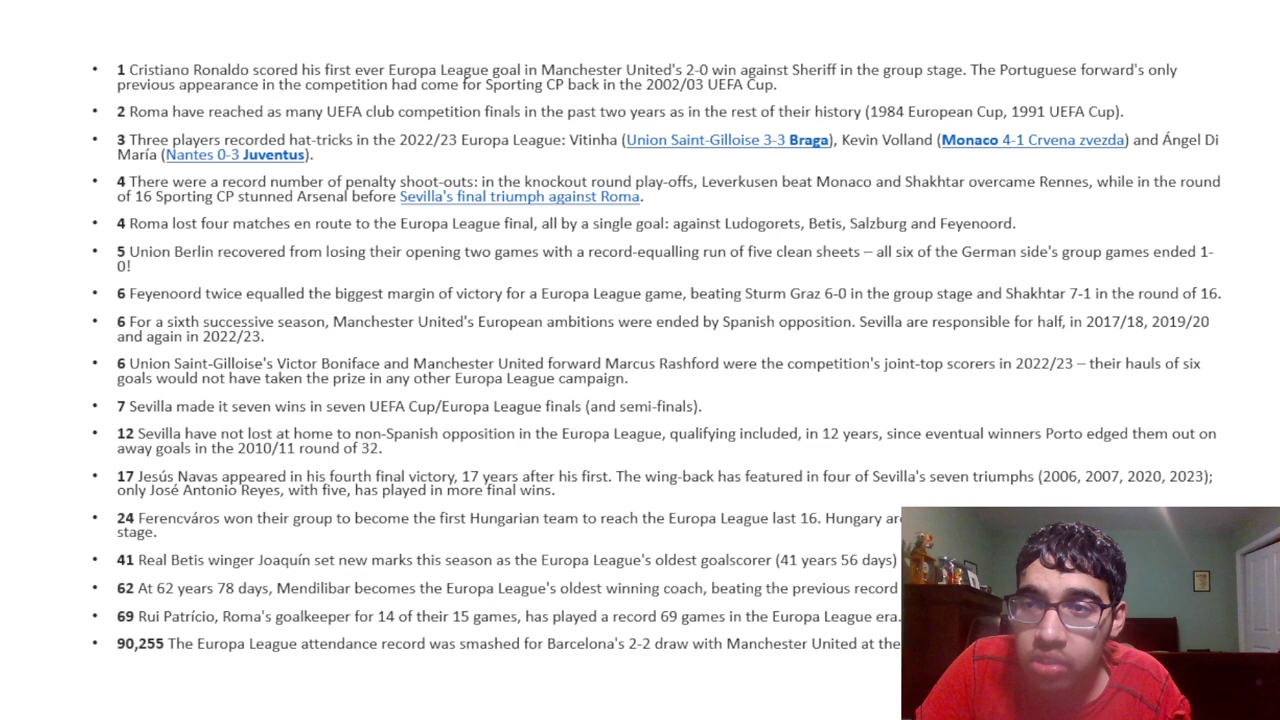 1 Cristiano Ronaldo scored his first ever Europa League goal in Manchester United's 2-0 win against Sheriff in the group stage. The Portuguese forward's only
previous appearance in the competition had come for Sporting CP back in the 2002/03 UEFA Cup.
2 Roma have reached as many UEFA club competition finals in the past two years as in the rest of their history (1984 European Cup, 1991 UEFA Cup).
3 Three players recorded hat-tricks in the 2022/23 Europa League: Vitinha (Union Saint-Gilloise 3-3 Braga), Kevin Volland (Monaco 4-1 Crvena zvezda) and Ángel Di
María (Nantes 0-3 Juventus).
4 There were a record number of penalty shoot-outs: in the knockout round play-offs, Leverkusen beat Monaco and Shakhtar overcame Rennes, while in the round
of 16 Sporting CP stunned Arsenal before Sevilla's final triumph against Roma.
4 Roma lost four matches en route to the Europa League final, all by a single goal: against Ludogorets, Betis, Salzburg and Feyenoord.
5 Union Berlin recovered from losing their opening two games with a record-equalling run of five clean sheets – all six of the German side's group games ended 1-
0!
6 Feyenoord twice equalled the biggest margin of victory for a Europa League game, beating Sturm Graz 6-0 in the group stage and Shakhtar 7-1 in the round of 16.
6 For a sixth successive season, Manchester United's European ambitions were ended by Spanish opposition. Sevilla are responsible for half, in 2017/18, 2019/20
and again in 2022/23.
6 Union Saint-Gilloise's Victor Boniface and Manchester United forward Marcus Rashford were the competition's joint-top scorers in 2022/23 – their hauls of six
goals would not have taken the prize in any other Europa League campaign.
7 Sevilla made it seven wins in seven UEFA Cup/Europa League finals (and semi-finals).
12 Sevilla have not lost at home to non-Spanish opposition in the Europa League, qualifying included, in 12 years, since eventual winners Porto edged them out on
away goals in the 2010/11 round of 32.
17 Jesús Navas appeared in his fourth final victory, 17 years after his first. The wing-back has featured in four of Sevilla's seven triumphs (2006, 2007, 2020, 2023);
only José Antonio Reyes, with five, has played in more final wins.
24 Ferencváros won their group to become the first Hungarian team to reach the Europa League last 16. Hungary
stage.
41 Real Betis winger Joaquín set new marks this season as the Europa League's oldest goalscorer (41 years 56 days)
62 At 62 years 78 days, Mendilibar becomes the Europa League's oldest winning coach, beating the previous record
69 Rui Patrício, Roma's goalkeeper for 14 of their 15 games, has played a record 69 games in the Europa League era.
90,255 The Europa League attendance record was smashed for Barcelona's 2-2 draw with Manchester United at the